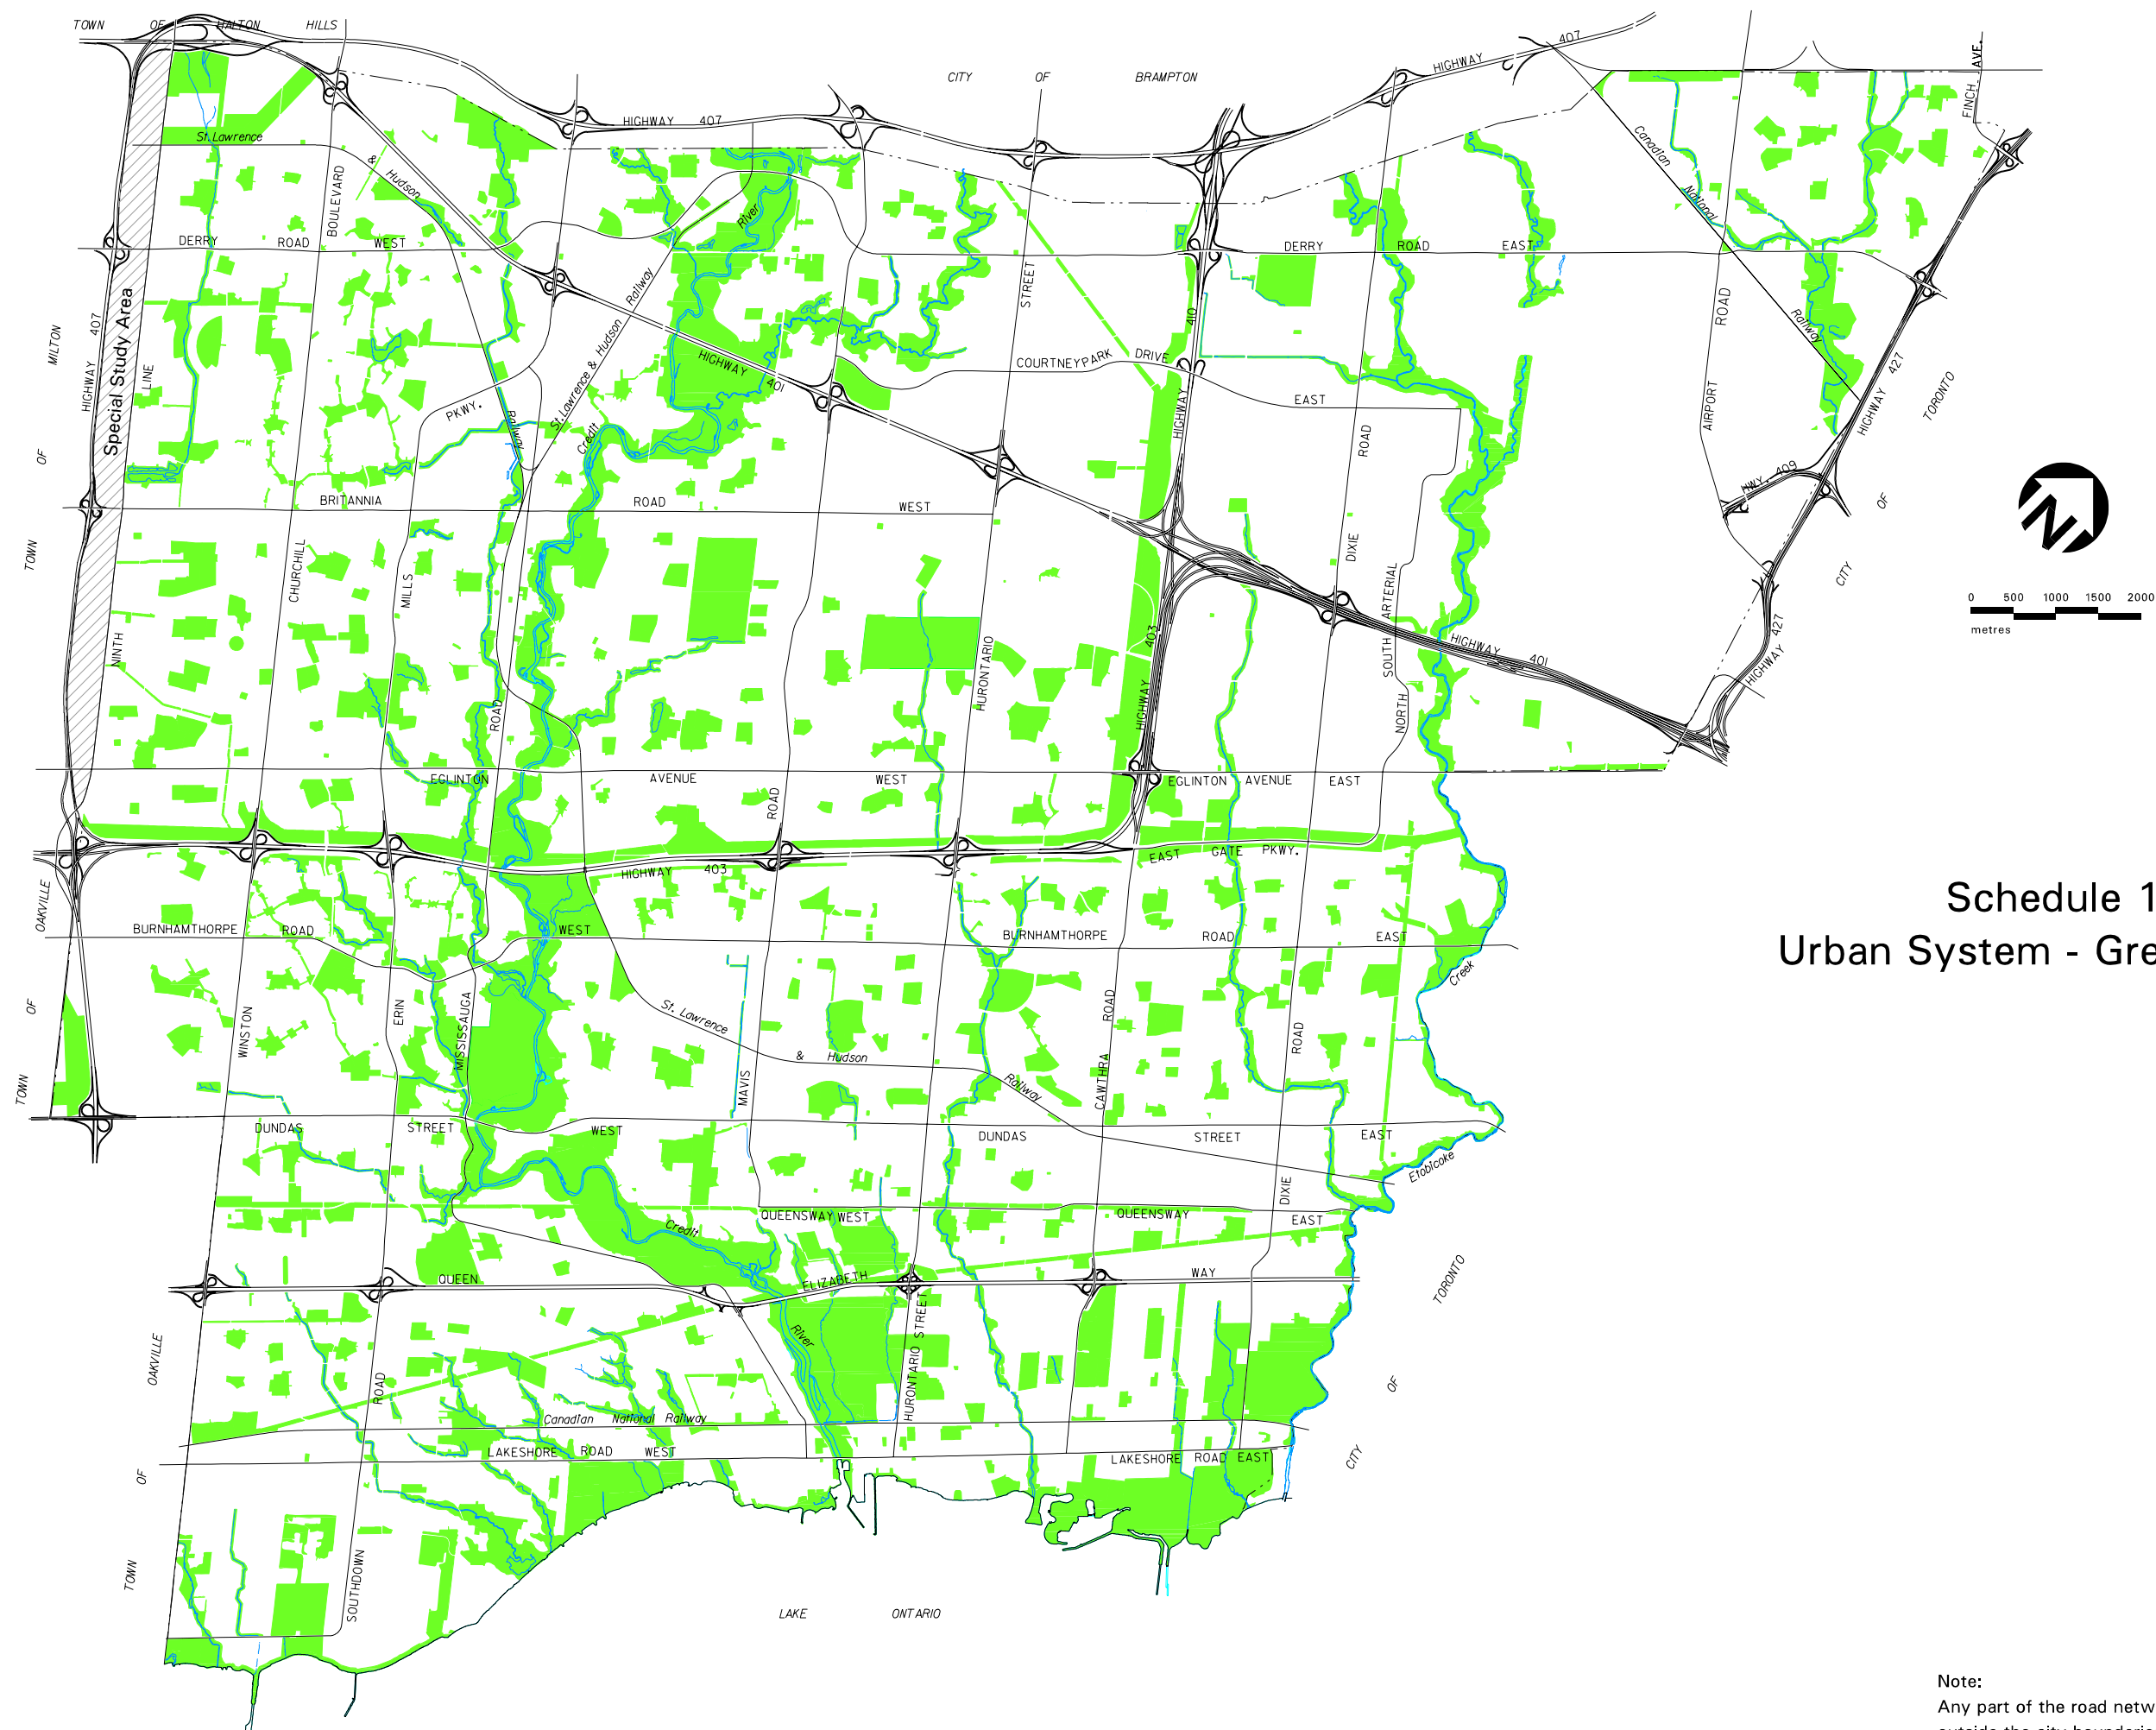 TOWN OF HALTON HILLS
CITY OF BRAMPTON
HIGHWAY 407
HIGHWAY 407
FINCH AVE.
St. Lawrence & Hudson Railway
BOULEVARD
Canadian National Railway
River
DERRY ROAD WEST
DERRY ROAD EAST
St. Lawrence & Hudson Railway
STREET
ROAD
MILTON
HIGHWAY 407
Special Study Area
LINE
HIGHWAY 401
410
COURTNEYPARK DRIVE EAST
HIGHWAY
AIRPORT
HIGHWAY 427
TORONTO
PKWY.
Credit
ROAD
OF
HWY. 409
OF
BRITANNIA ROAD WEST
TOWN
CHURCHILL
MILLS
DIXIE
SOUTH ARTERIAL
CITY
N
0 500 1000 1500 2000
metres
NINTH
HURONTARIO
403
HIGHWAY
HIGHWAY 401
HIGHWAY 427
ROAD
NORTH
EGLINTON AVENUE WEST
EGLINTON AVENUE EAST
ROAD
EAST GATE PKWY.
HIGHWAY 403
OAKVILLE
Schedule 1
Urban System - Gre
BURNHAMTHORPE ROAD WEST
BURNHAMTHORPE ROAD EAST
Creek
OF
WINSTON
ERIN
MISSISSAUGA
St. Lawrence & Hudson Railway
ROAD
ROAD
TOWN
MAVIS
CAWTHRA
DUNDAS STREET WEST
DUNDAS STREET EAST
Etobicoke
DIXIE
QUEENSWAY WEST
QUEENSWAY EAST
Credit
QUEEN ELIZABETH WAY
TORONTO
River
HURONTARIO STREET
OAKVILLE
ROAD
OF
Canadian National Railway
LAKESHORE ROAD WEST
LAKESHORE ROAD EAST
CITY
OF
TOWN
SOUTHDOWN
LAKE ONTARIO
Note:
Any part of the road netw